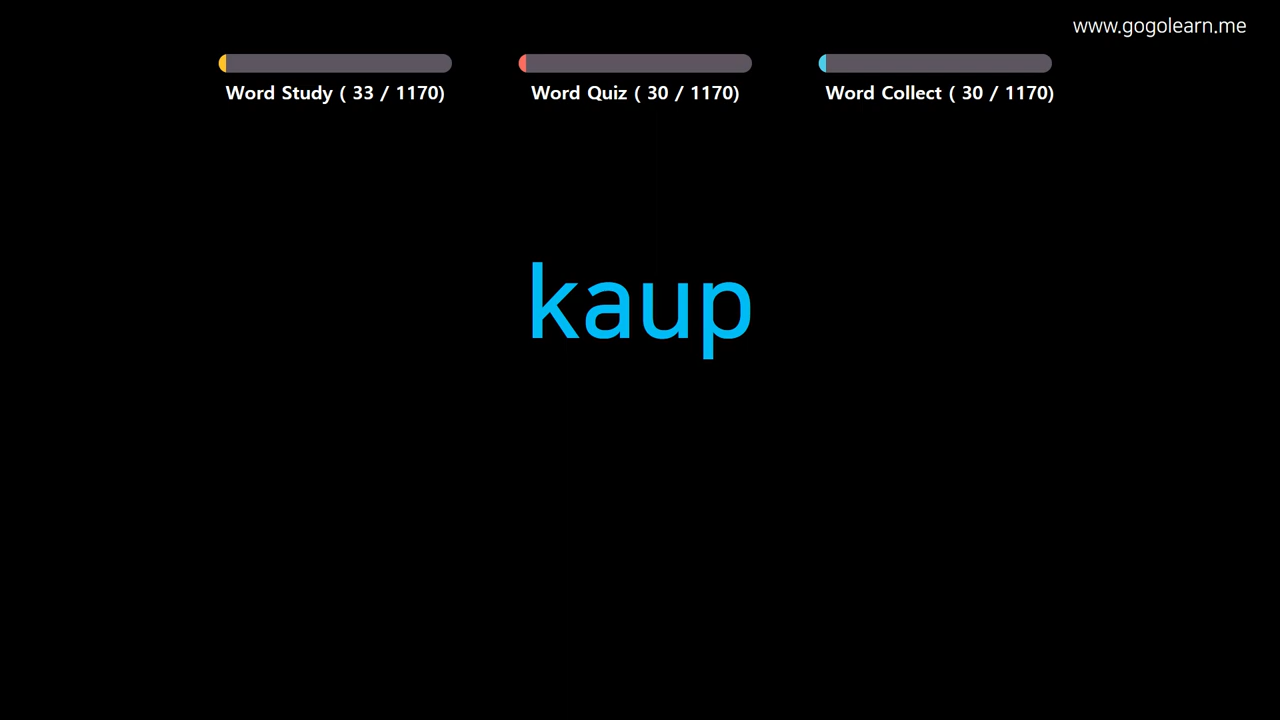 www.gogolearn.me
Word Study ( 33 / 1170)
Word Quiz ( 30 / 1170)
Word Collect ( 30 / 1170)
kaup